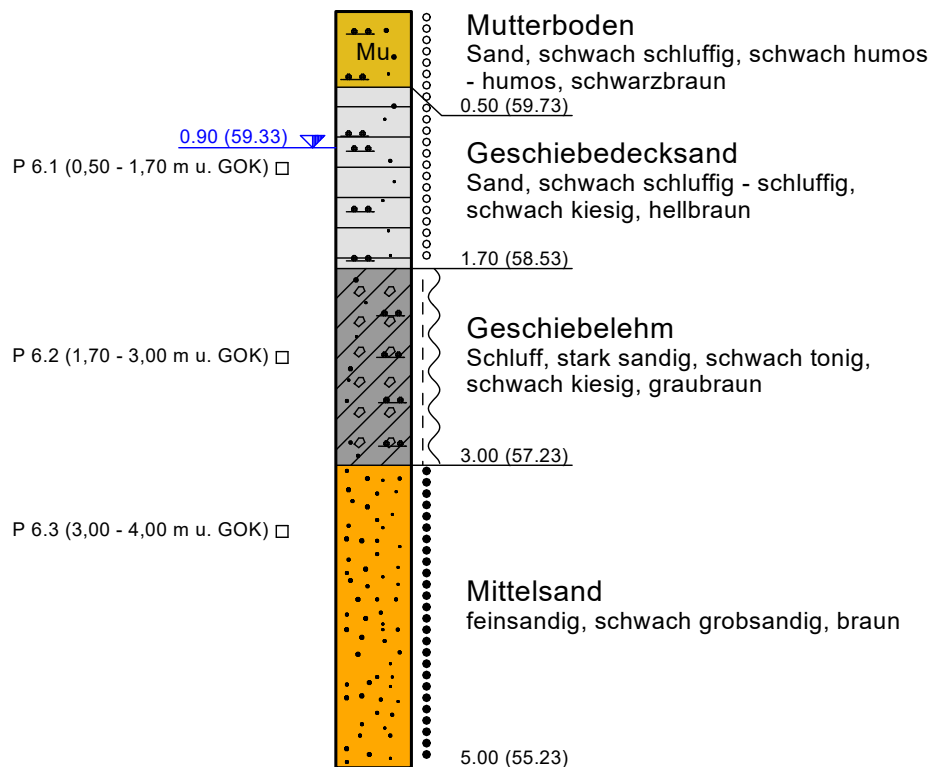 Mutterboden
Sand, schwach schluffig, schwach humos
- humos, schwarzbraun
Mu
0.50 (59.73)
0.90 (59.33)
P 6.1 (0,50 - 1,70 m u. GOK)
Geschiebedecksand
Sand, schwach schluffig - schluffig,
schwach kiesig, hellbraun
1.70 (58.53)
P 6.2 (1,70 - 3,00 m u. GOK)
Geschiebelehm
Schluff, stark sandig, schwach tonig,
schwach kiesig, graubraun
3.00 (57.23)
P 6.3 (3,00 - 4,00 m u. GOK)
Mittelsand
feinsandig, schwach grobsandig, braun
5.00 (55.23)